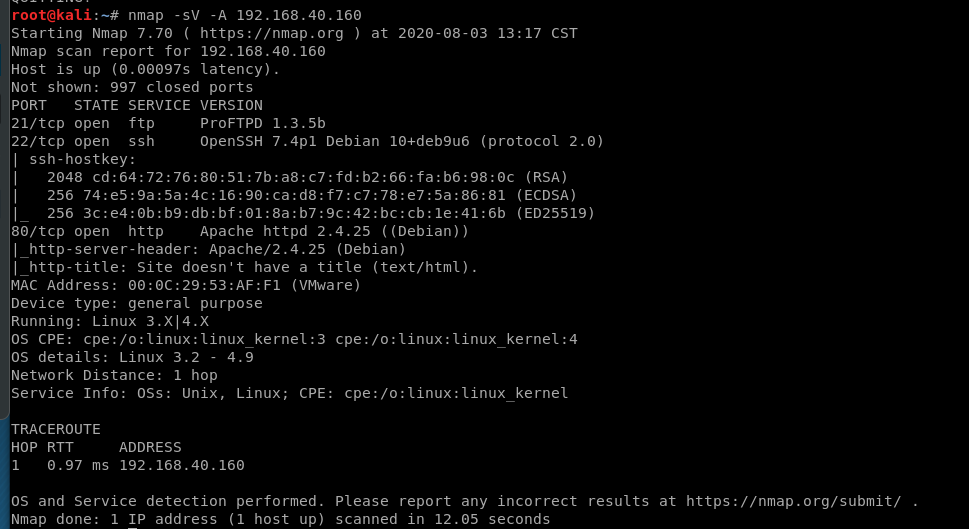 root@kali:~# nmap -sV -A 192.168.40.160
Starting Nmap 7.70 ( https://nmap.org ) at 2020-08-03 13:17 CST
Nmap scan report for 192.168.40.160
Host is up (0.00097s latency).
Not shown: 997 closed ports
PORT   STATE SERVICE VERSION
21/tcp open  ftp     ProFTPD 1.3.5b
22/tcp open  ssh     OpenSSH 7.4p1 Debian 10+deb9u6 (protocol 2.0)
| ssh-hostkey:
|   2048 cd:64:72:76:80:51:7b:a8:c7:fd:b2:66:fa:b6:98:0c (RSA)
|   256 74:e5:9a:5a:4c:16:90:ca:d8:f7:c7:78:e7:5a:86:81 (ECDSA)
|_  256 3c:e4:0b:b9:db:bf:01:8a:b7:9c:42:bc:cb:1e:41:6b (ED25519)
80/tcp open  http    Apache httpd 2.4.25 ((Debian))
|_http-server-header: Apache/2.4.25 (Debian)
|_http-title: Site doesn't have a title (text/html).
MAC Address: 00:0C:29:53:AF:F1 (VMware)
Device type: general purpose
Running: Linux 3.X|4.X
OS CPE: cpe:/o:linux:linux_kernel:3 cpe:/o:linux:linux_kernel:4
OS details: Linux 3.2 - 4.9
Network Distance: 1 hop
Service Info: OSs: Unix, Linux; CPE: cpe:/o:linux:linux_kernel
TRACEROUTE
HOP RTT     ADDRESS
1   0.97 ms 192.168.40.160
OS and Service detection performed. Please report any incorrect results at https://nmap.org/submit/ .
Nmap done: 1 IP address (1 host up) scanned in 12.05 seconds